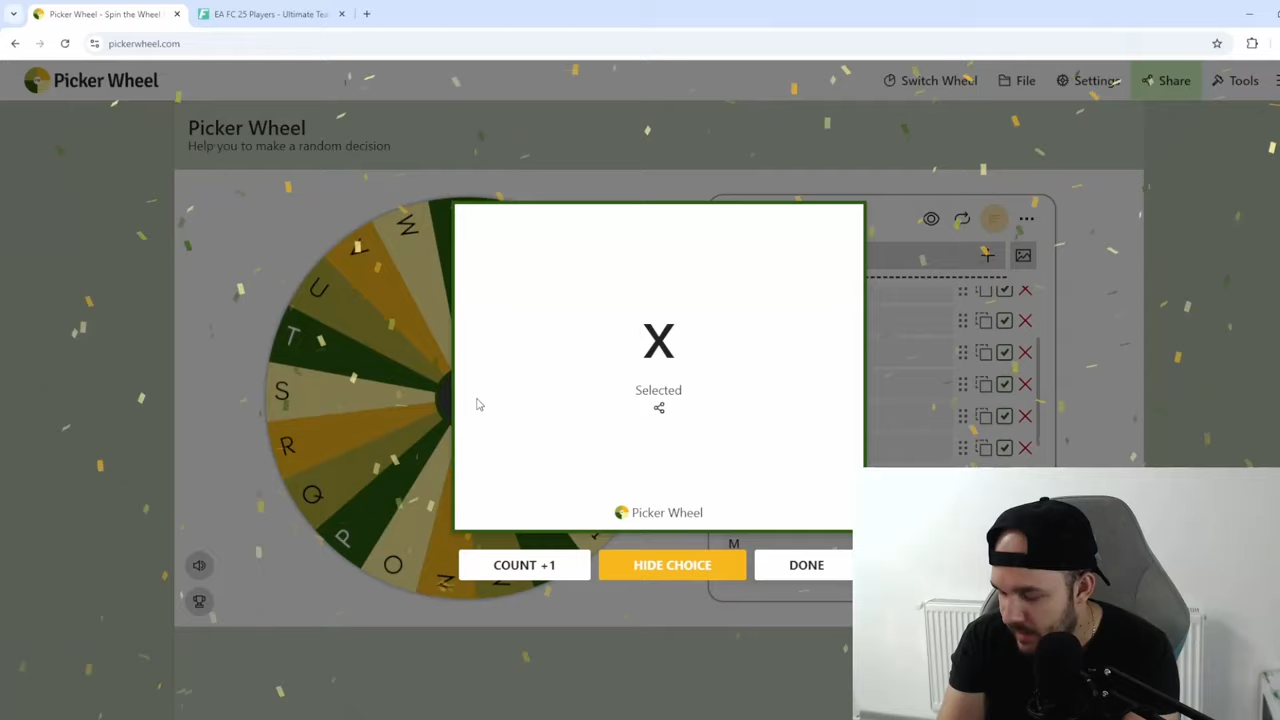 Picker Wheel - Spin the Wheel
EA FC 25 Players - Ultimate Tea
pickerwheel.com
Picker Wheel
Switch Wheel
File
Settings
Share
Tools
Picker Wheel
Help you to make a random decision
W
V
U
T
S
R
Q
P
O
N
X
Selected
Picker Wheel
M
COUNT +1
HIDE CHOICE
DONE